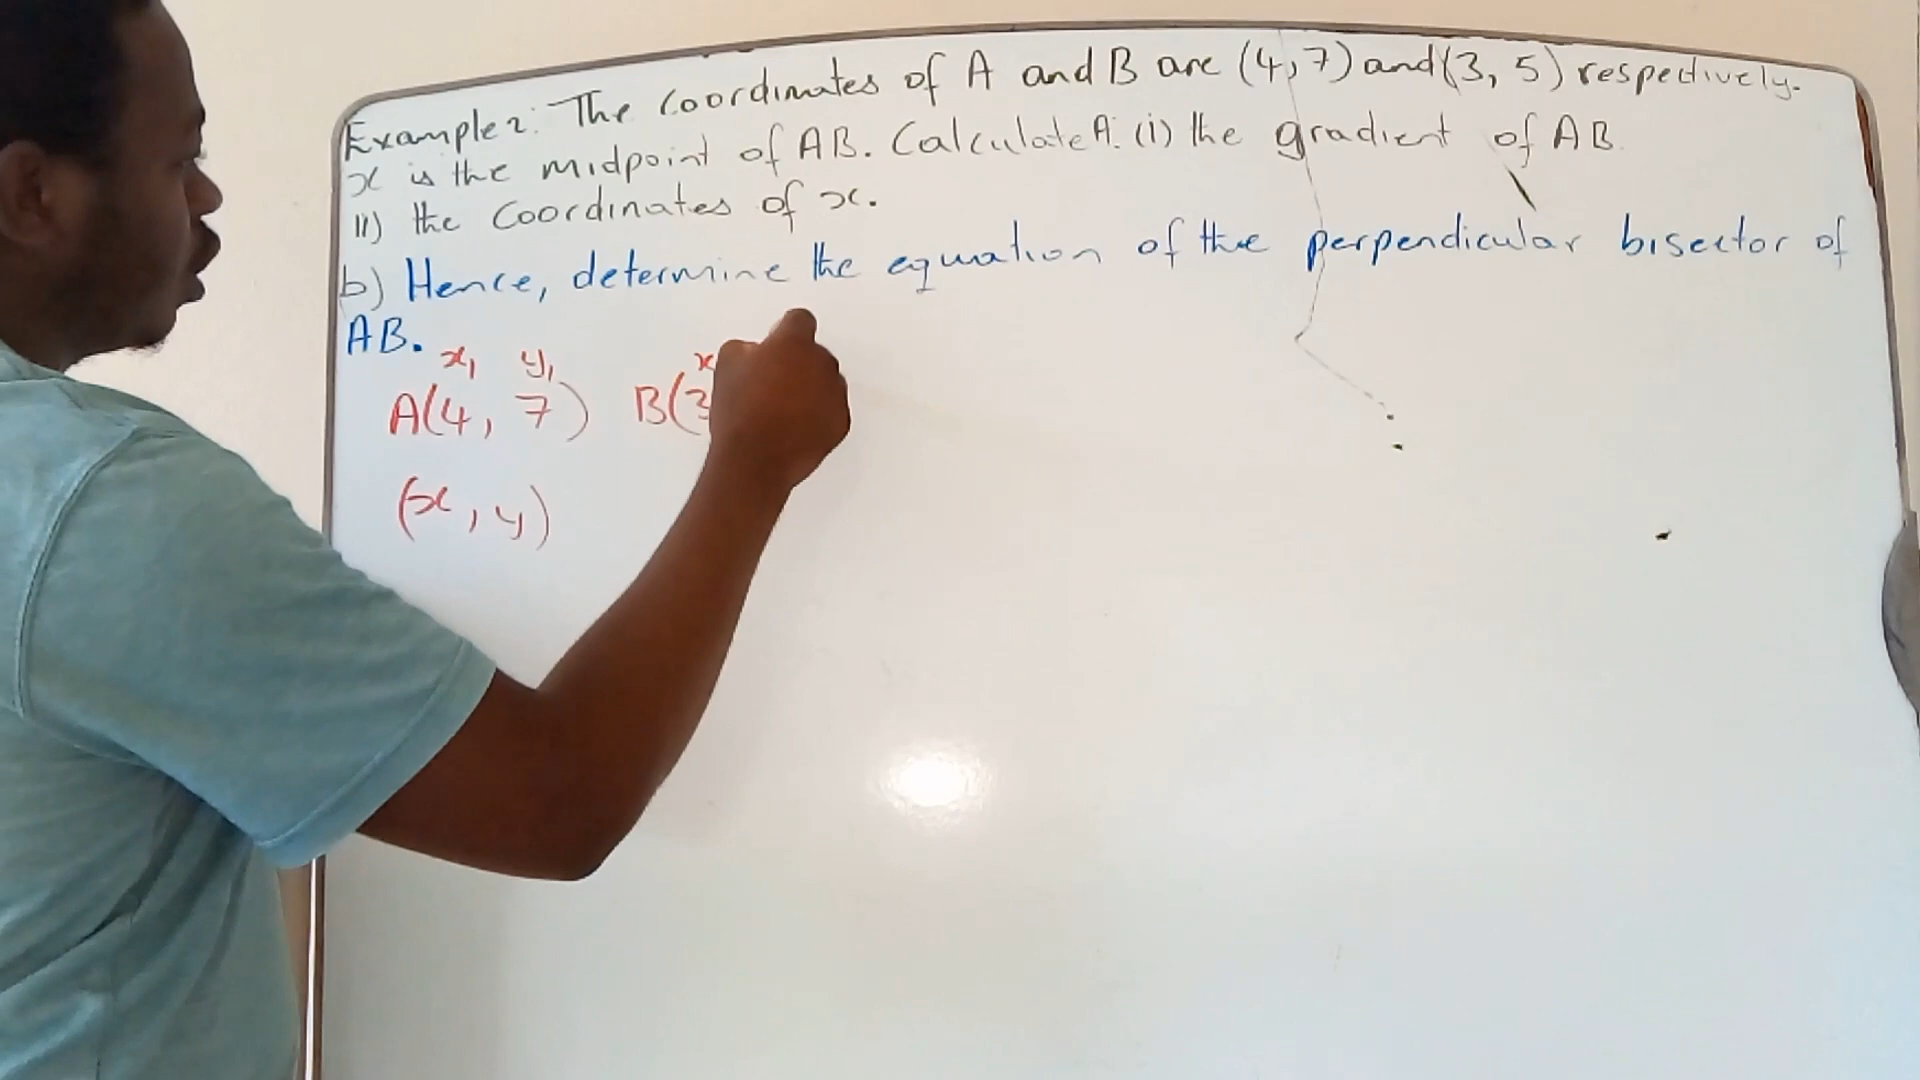 Example 2: The coordinates of A and B are (4,7) and (3, 5) respectively.
x is the midpoint of AB. Calculate A: (i) the gradient of AB.
ii) the coordinates of x.
b) Hence, determine the equation of the perpendicular bisector of
AB.
x₁ y₁ x
A(4, 7) B(3
(x, y)